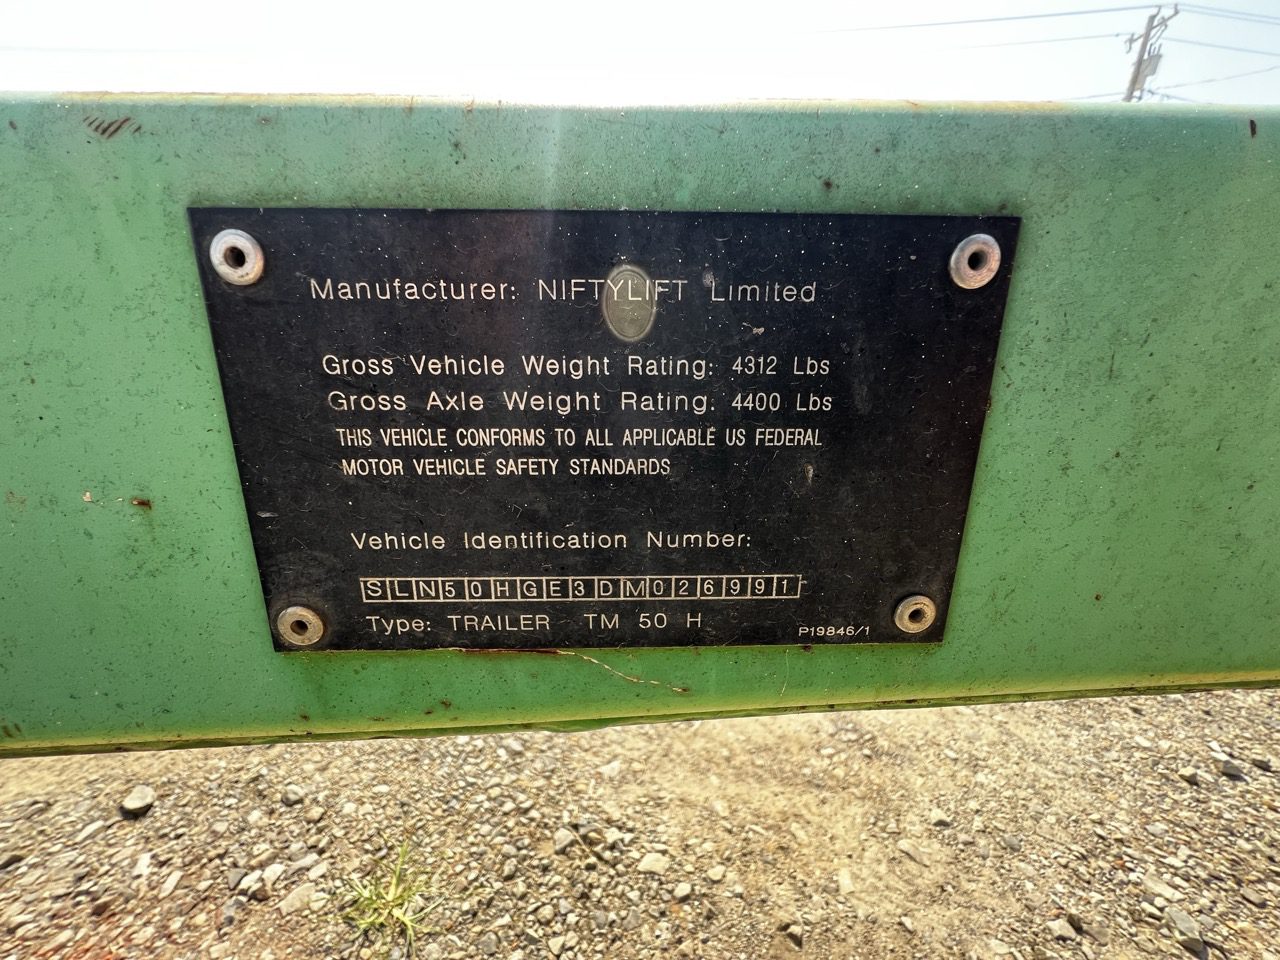 Manufacturer: NIFTYLIFT Limited
Gross Vehicle Weight Rating: 4312 Lbs
Gross Axle Weight Rating: 4400 Lbs
THIS VEHICLE CONFORMS TO ALL APPLICABLE US FEDERAL
MOTOR VEHICLE SAFETY STANDARDS
Vehicle Identification Number:
SLN50HGE3DM026991
Type: TRAILER TM 50 H
P19846/1